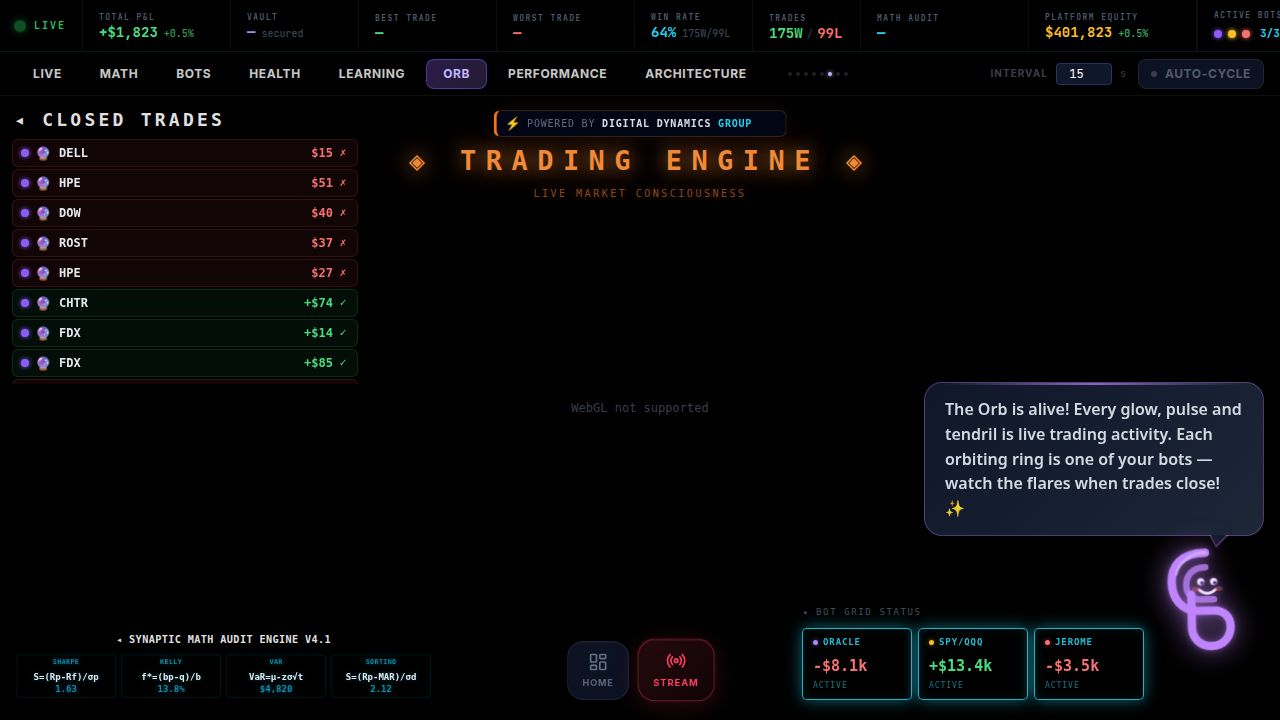 LIVE
TOTAL P&L
+$1,823 +0.5%
VAULT
— secured
BEST TRADE
—
WORST TRADE
—
WIN RATE
64% 175W/99L
TRADES
175W / 99L
MATH AUDIT
—
PLATFORM EQUITY
$401,823 +0.5%
ACTIVE BOTS
3/3
LIVE MATH BOTS HEALTH LEARNING ORB PERFORMANCE ARCHITECTURE
INTERVAL 15 s AUTO-CYCLE
◂ CLOSED TRADES
DELL $15 ✗
HPE $51 ✗
DOW $40 ✗
ROST $37 ✗
HPE $27 ✗
CHTR +$74 ✓
FDX +$14 ✓
FDX +$85 ✓
⚡ POWERED BY DIGITAL DYNAMICS GROUP
◈ TRADING ENGINE ◈
LIVE MARKET CONSCIOUSNESS
WebGL not supported
The Orb is alive! Every glow, pulse and
tendril is live trading activity. Each
orbiting ring is one of your bots —
watch the flares when trades close!
✨
◂ SYNAPTIC MATH AUDIT ENGINE V4.1
SHARPE
S=(Rp-Rf)/σp
1.63
KELLY
f*=(bp-q)/b
13.8%
VAR
VaR=μ-zσ√t
$4,820
SORTINO
S=(Rp-MAR)/σd
2.12
HOME
STREAM
◂ BOT GRID STATUS
ORACLE
-$8.1k
ACTIVE
SPY/QQQ
+$13.4k
ACTIVE
JEROME
-$3.5k
ACTIVE